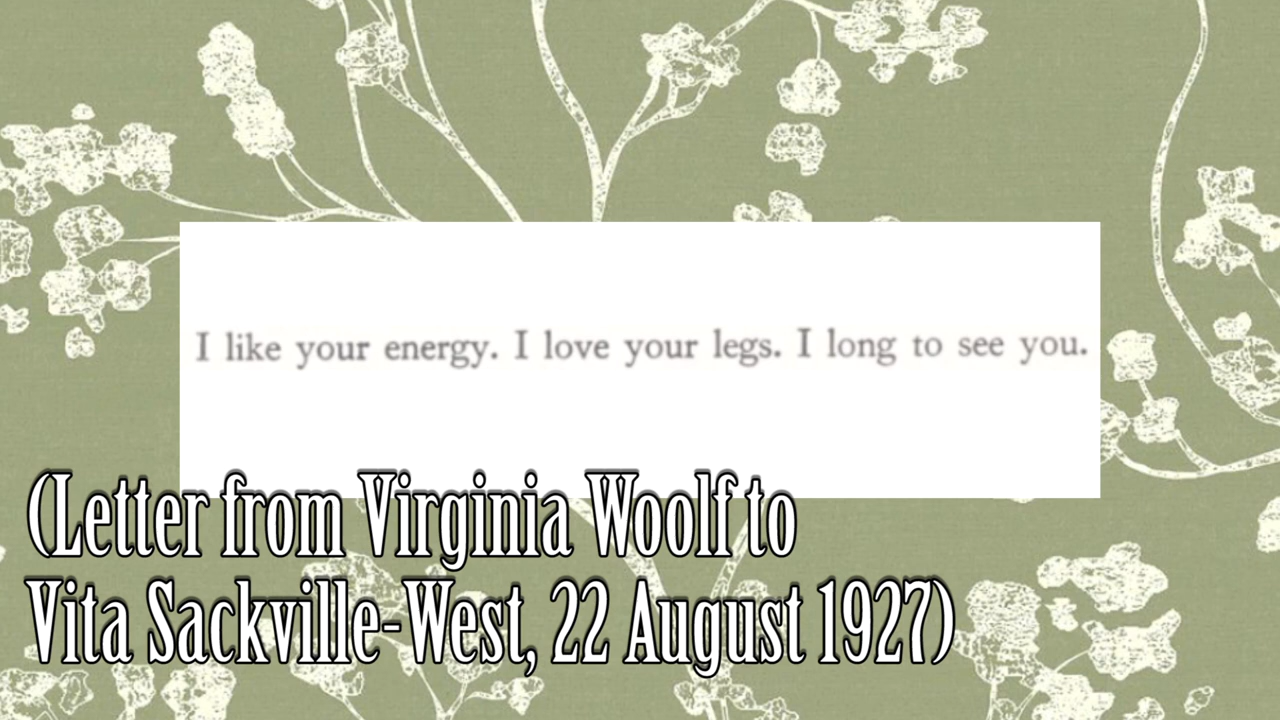 I like your energy. I love your legs. I long to see you.
(Letter from Virginia Woolf to
Vita Sackville-West, 22 August 1927)